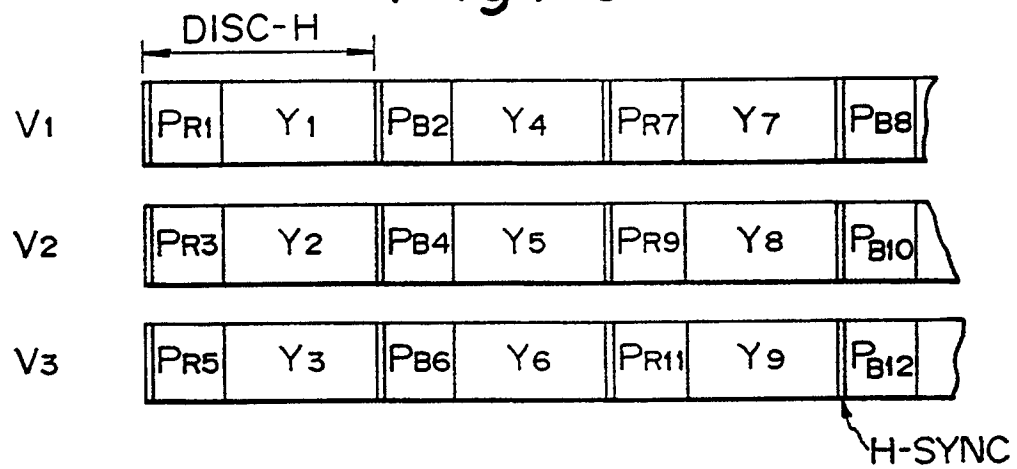 DISC-H
V1 PR1 Y1 PB2 Y4 PR7 Y7 PB8
V2 PR3 Y2 PB4 Y5 PR9 Y8 PB10
V3 PR5 Y3 PB6 Y6 PR11 Y9 PB12
H-SYNC